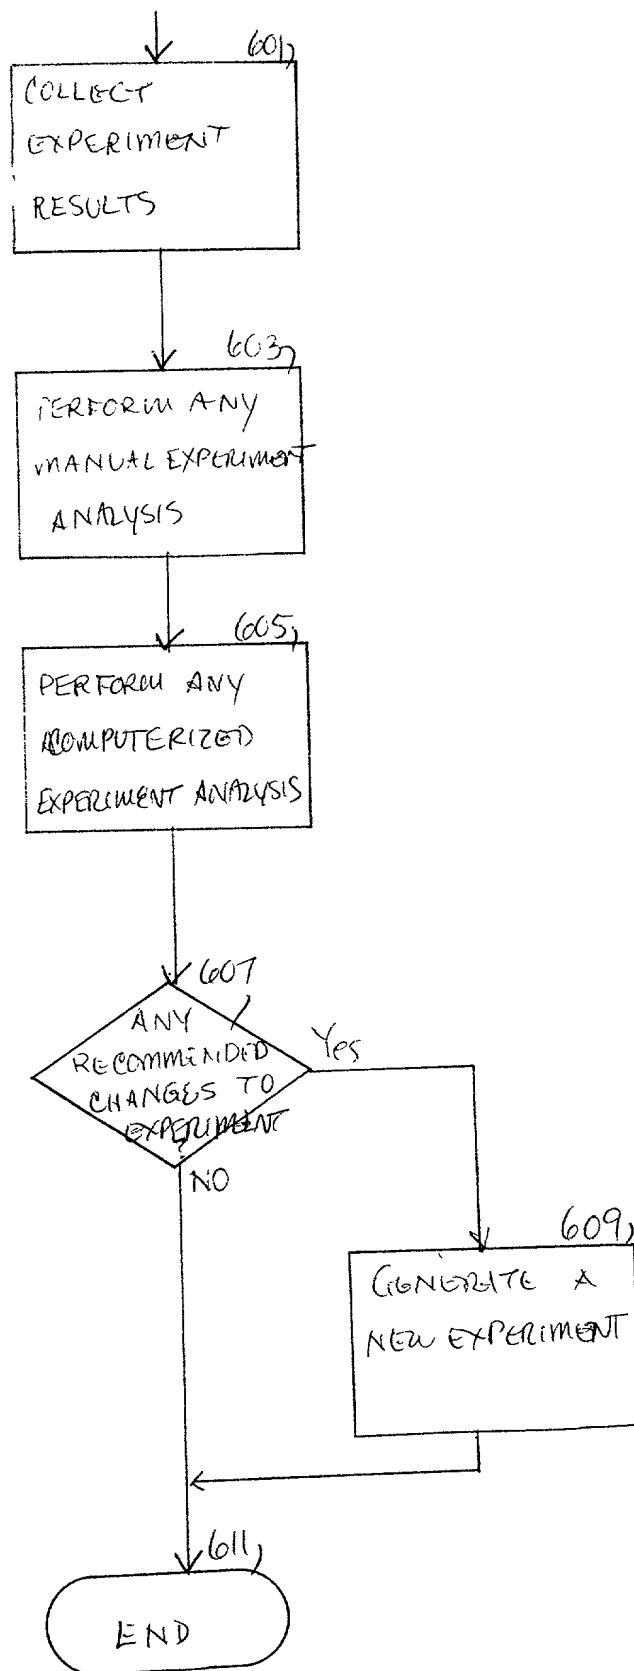 601
COLLECT
EXPERIMENT
RESULTS
603
PERFORM ANY
MANUAL EXPERIMENT
ANALYSIS
605
PERFORM ANY
COMPUTERIZED
EXPERIMENT ANALYSIS
607
ANY
RECOMMENDED
CHANGES TO
EXPERIMENT
?
Yes
NO
609
GENERATE A
NEW EXPERIMENT
611
END